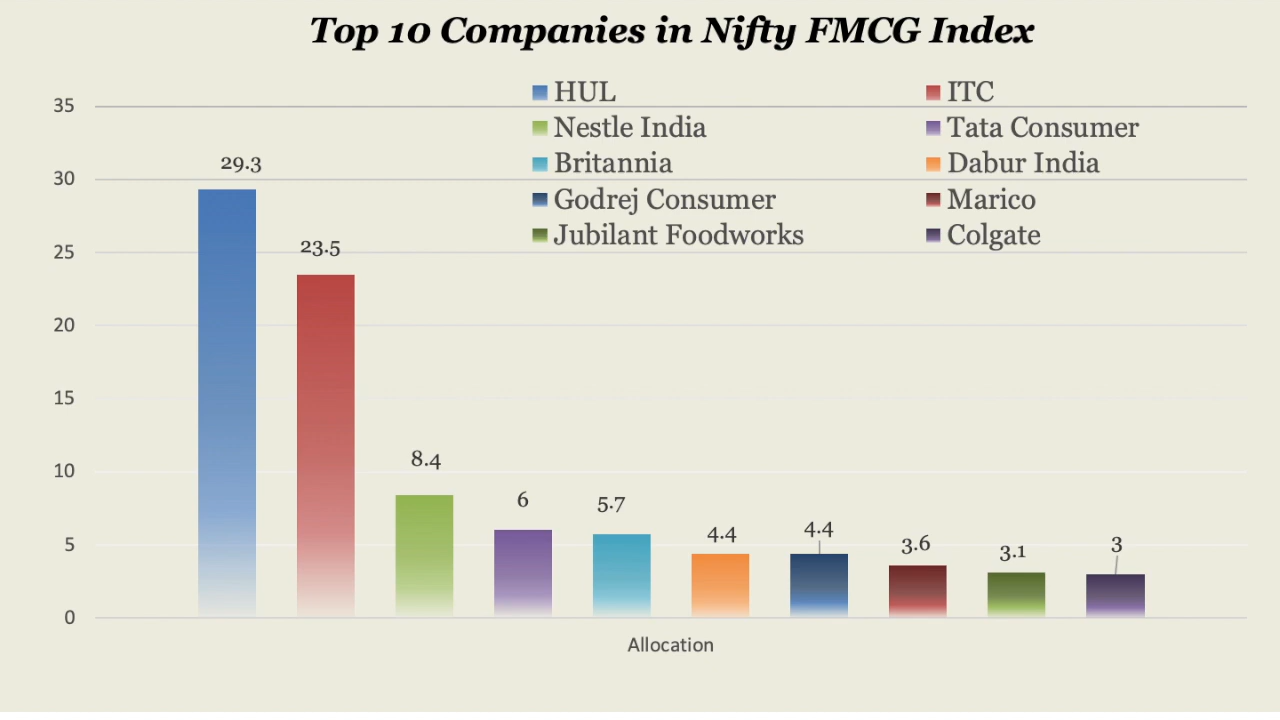 Top 10 Companies in Nifty FMCG Index
HUL ITC
Nestle India Tata Consumer
Britannia Dabur India
Godrej Consumer Marico
Jubilant Foodworks Colgate
35
30
25
20
15
10
5
0
29.3
23.5
8.4
6
5.7
4.4
4.4
3.6
3.1
3
Allocation